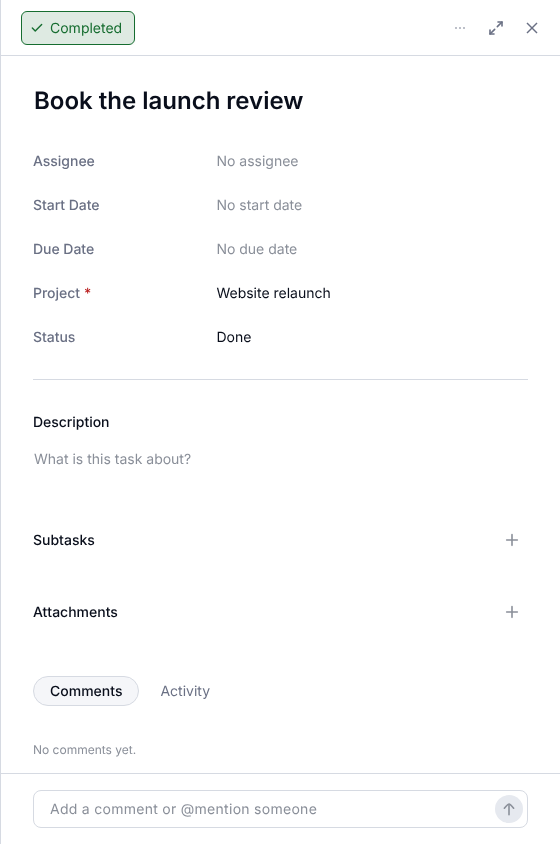 Completed
Book the launch review
Assignee No assignee
Start Date No start date
Due Date No due date
Project * Website relaunch
Status Done
Description
What is this task about?
Subtasks
Attachments
Comments Activity
No comments yet.
Add a comment or @mention someone